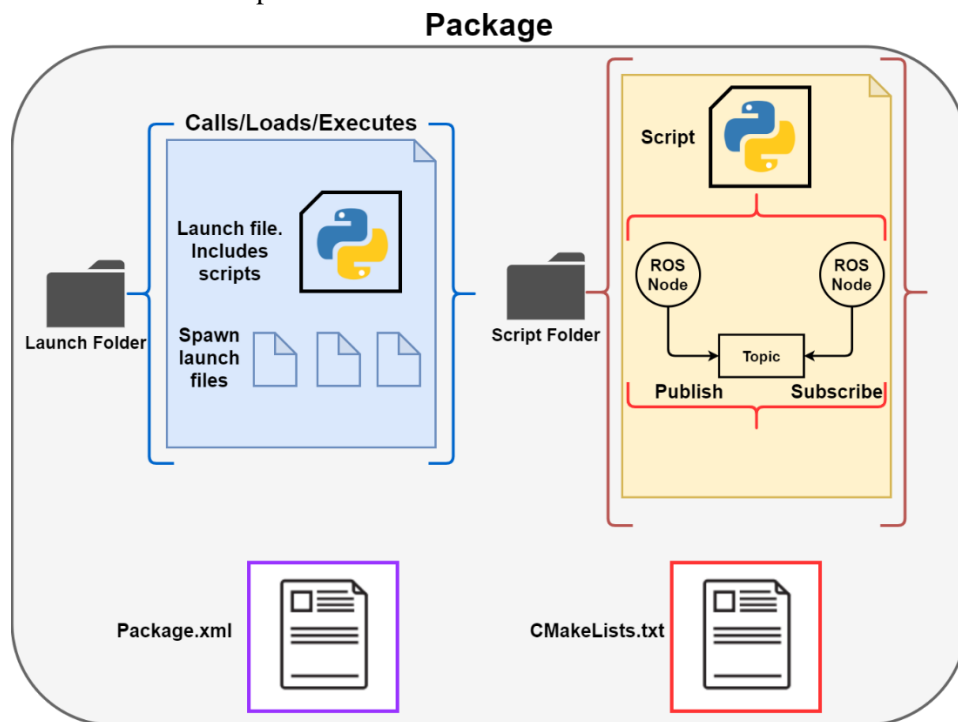 Package
Calls/Loads/Executes
Launch file.
Includes
scripts
Launch Folder
Spawn
launch
files
Script
ROS
Node
ROS
Node
Script Folder
Topic
Publish
Subscribe
Package.xml
CMakeLists.txt